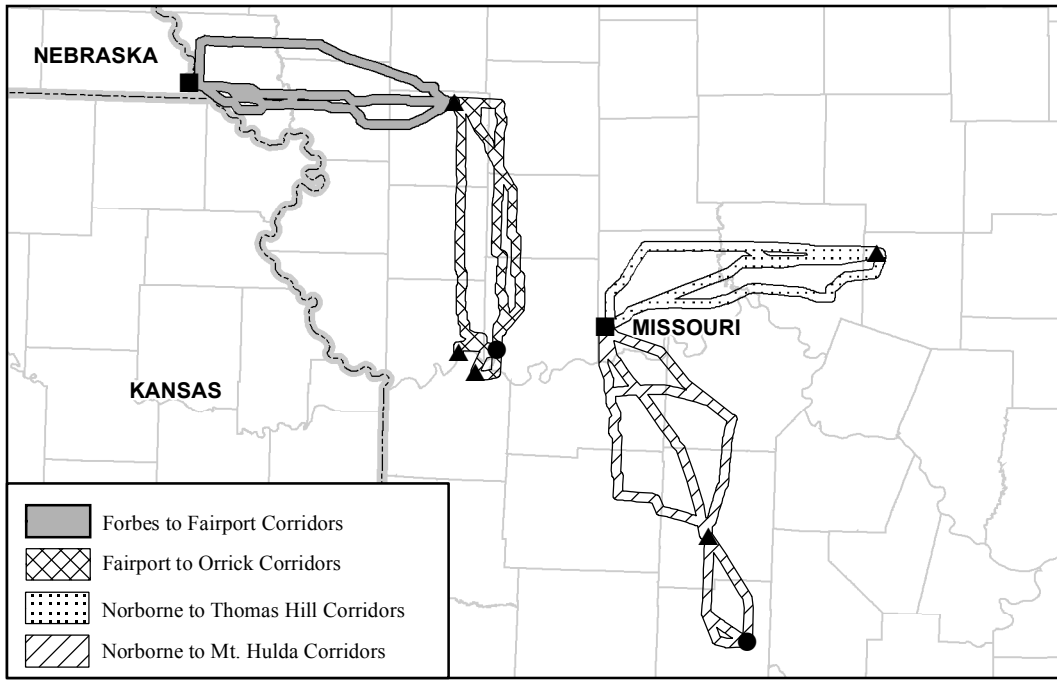 NEBRASKA
MISSOURI
KANSAS
Forbes to Fairport Corridors
Fairport to Orrick Corridors
Norborne to Thomas Hill Corridors
Norborne to Mt. Hulda Corridors